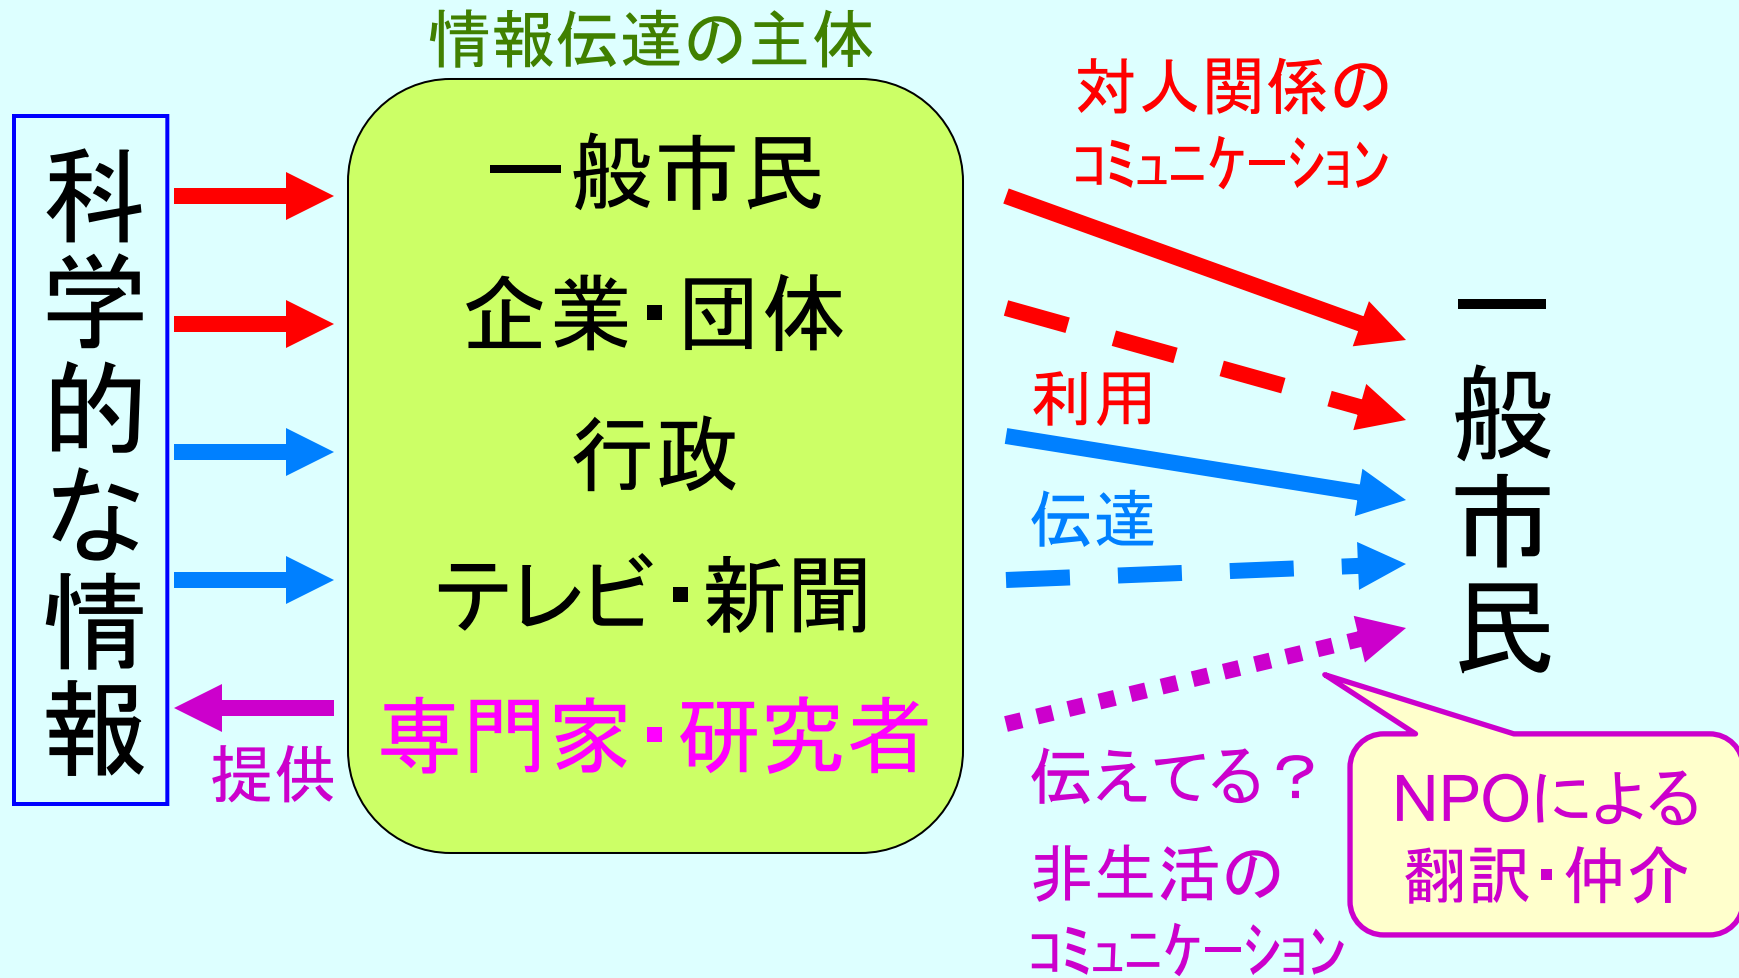 情報伝達の主体
科学的な情報
一般市民
企業・団体
行政
テレビ・新聞
専門家・研究者
提供
対人関係の
コミュニケーション
利用
伝達
伝えてる？
非生活の
コミュニケーション
一般市民
NPOによる
翻訳・仲介